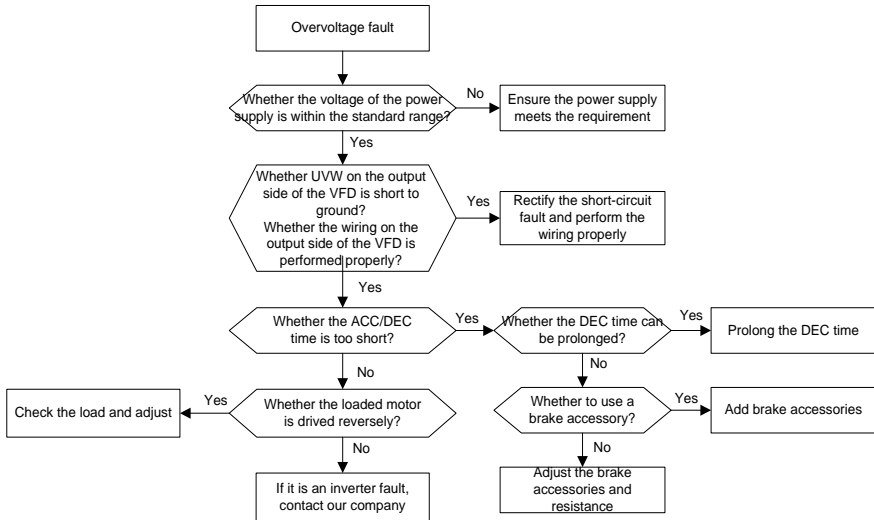 Overvoltage fault
Whether the voltage of the power
supply is within the standard range?
No
Ensure the power supply
meets the requirement
Yes
Whether UVW on the output
side of the VFD is short to
ground?
Whether the wiring on the
output side of the VFD is
performed properly?
Yes
Rectify the short-circuit
fault and perform the
wiring properly
Yes
Whether the ACC/DEC
time is too short?
Yes
Whether the DEC time can
be prolonged?
Yes
Prolong the DEC time
No
No
Check the load and adjust
Yes
Whether the loaded motor
is drived reversely?
Whether to use a
brake accessory?
Yes
Add brake accessories
No
No
If it is an inverter fault,
contact our company
Adjust the brake
accessories and
resistance